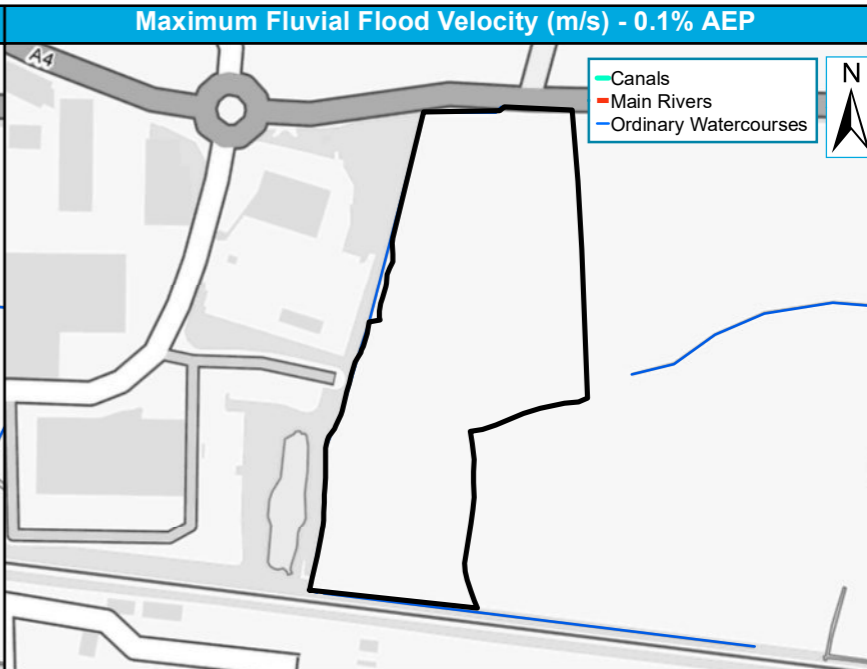 Maximum Fluvial Flood Velocity (m/s) - 0.1% AEP
A4
Canals
Main Rivers
Ordinary Watercourses
N